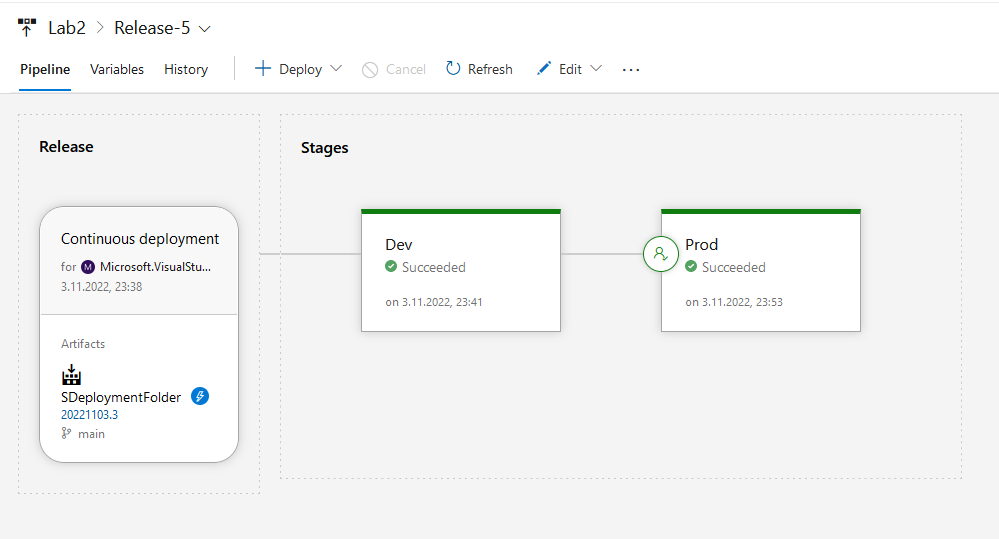 Lab2 > Release-5
Pipeline Variables History Deploy Cancel Refresh Edit ...
Release
Stages
Continuous deployment
for M Microsoft.VisualStu...
3.11.2022, 23:38
Artifacts
SDeploymentFolder
20221103.3
main
Dev
Succeeded
on 3.11.2022, 23:41
Prod
Succeeded
on 3.11.2022, 23:53